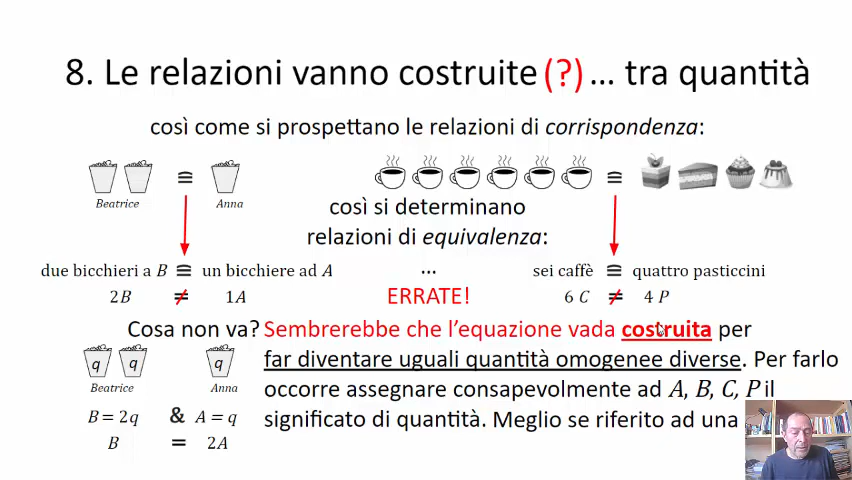 8. Le relazioni vanno costruite (?) ... tra quantità
così come si prospettano le relazioni di corrispondenza:
≘ ≘
Beatrice Anna
così si determinano
relazioni di equivalenza:
due bicchieri a B ≘ un bicchiere ad A ... sei caffè ≘ quattro pasticcini
2B ≠ 1A ERRATE! 6 C ≠ 4 P
Cosa non va? Sembrerebbe che l'equazione vada costruita per
far diventare uguali quantità omogenee diverse. Per farlo
q q q
Beatrice Anna
occorre assegnare consapevolmente ad A, B, C, P il
B = 2q & A = q
significato di quantità. Meglio se riferito ad una
B = 2A